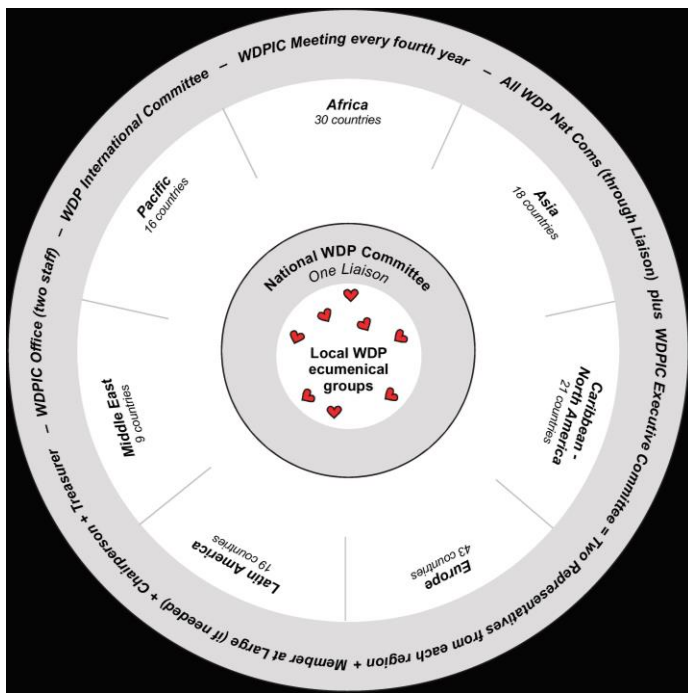 WDPIC Office (two staff) – WDP International Committee – WDPIC Meeting every fourth year – All WDP Nat Coms (through Liaison) plus WDPIC Executive Committee = Two Representatives from each region + Member at Large (if needed) + Chairperson + Treasurer –
Africa
30 countries
Asia
18 countries
Caribbean -
North America
21 countries
Europe
43 countries
Latin America
19 countries
Middle East
9 countries
Pacific
16 countries
National WDP Committee
One Liaison
Local WDP
ecumenical
groups